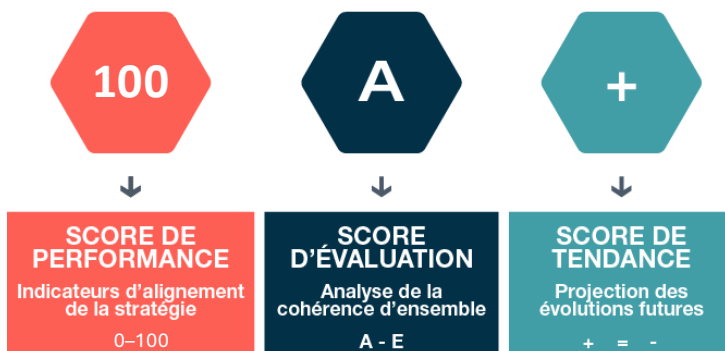 100
A
+
SCORE DE
PERFORMANCE
Indicateurs d'alignement
de la stratégie
0–100
SCORE
D'ÉVALUATION
Analyse de la
cohérence d'ensemble
A - E
SCORE DE
TENDANCE
Projection des
évolutions futures
+ = -